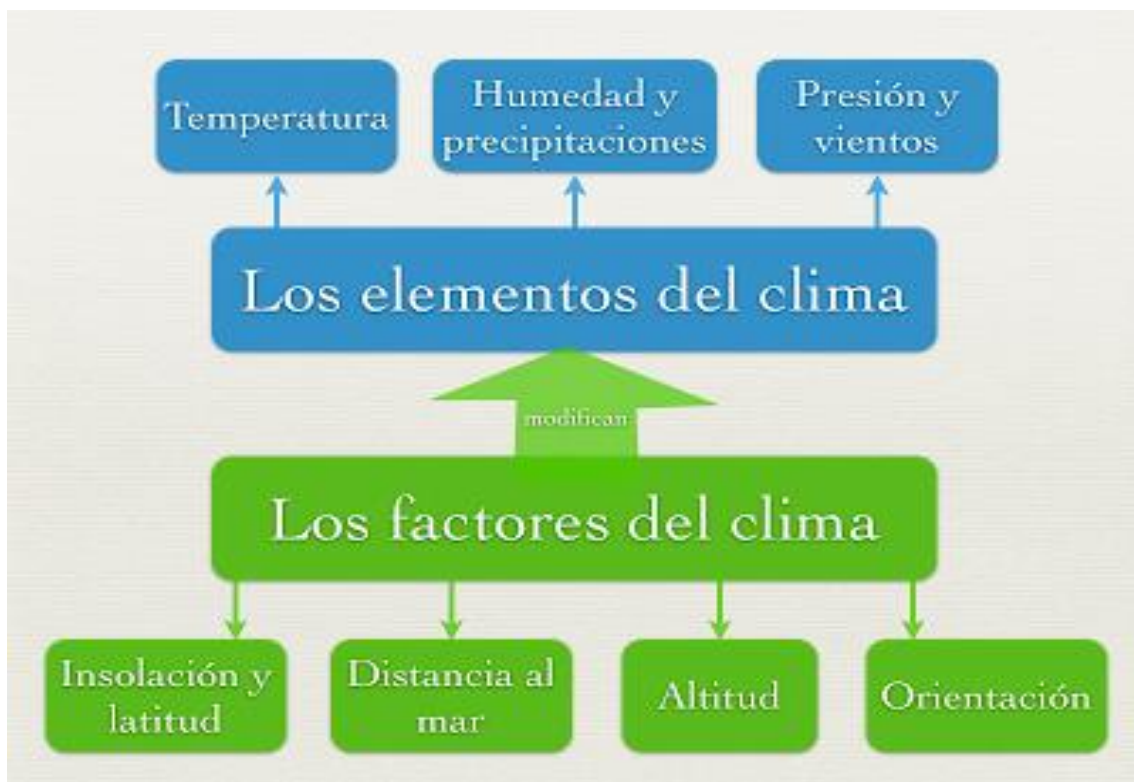 Temperatura
Humedad y
precipitaciones
Presión y
vientos
Los elementos del clima
modifican
Los factores del clima
Insolación y
latitud
Distancia al
mar
Altitud
Orientación